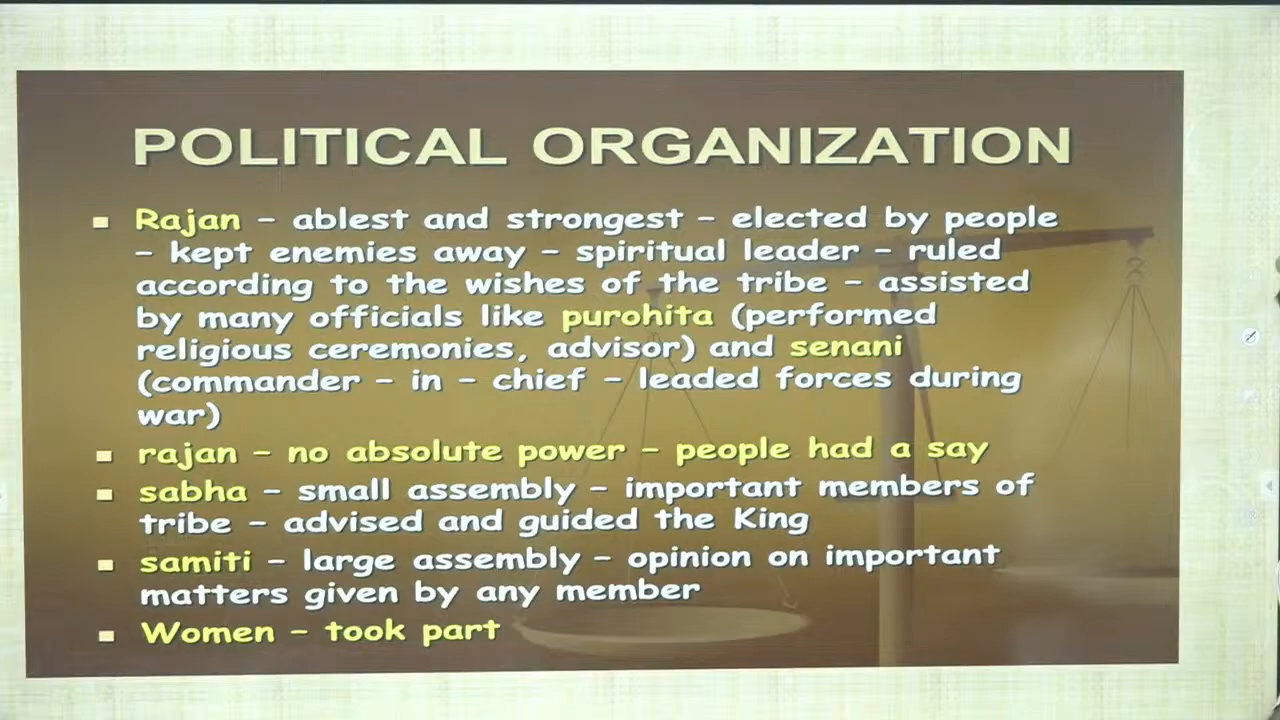 POLITICAL ORGANIZATION
Rajan – ablest and strongest – elected by people
– kept enemies away – spiritual leader – ruled
according to the wishes of the tribe – assisted
by many officials like purohita (performed
religious ceremonies, advisor) and senani
(commander – in – chief – leaded forces during
war)
rajan – no absolute power – people had a say
sabha – small assembly – important members of
tribe – advised and guided the King
samiti – large assembly – opinion on important
matters given by any member
Women – took part